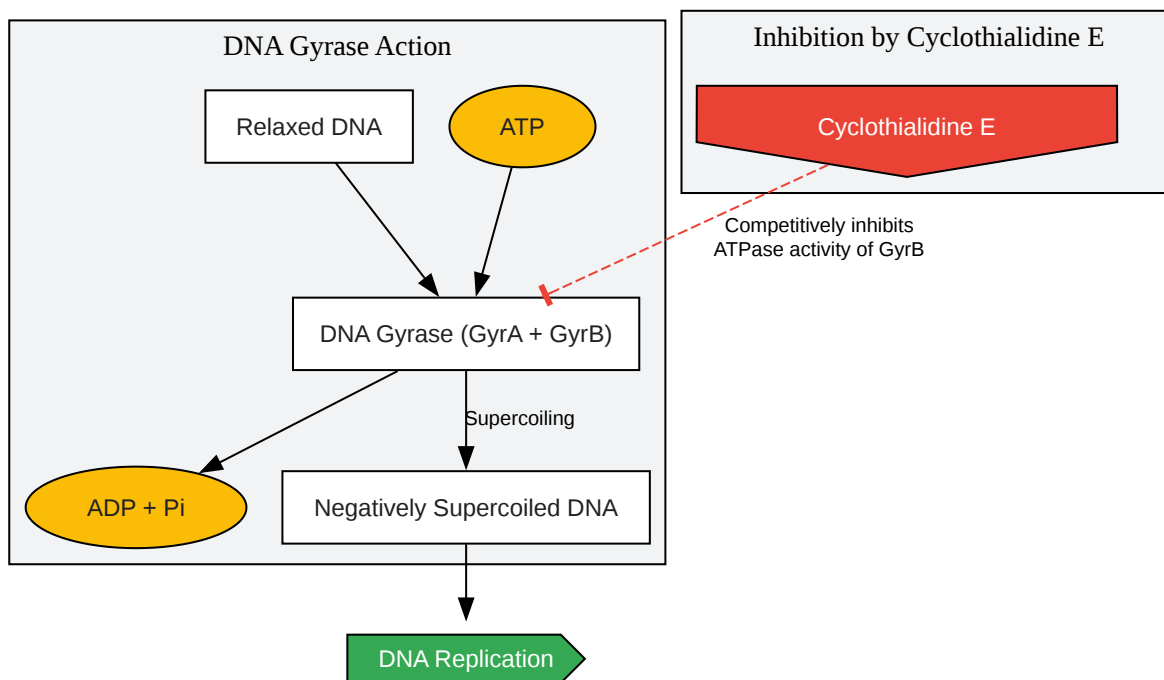 DNA Gyrase Action
Relaxed DNA
ATP
DNA Gyrase (GyrA + GyrB)
Supercoiling
ADP + Pi
Negatively Supercoiled DNA
DNA Replication
Inhibition by Cyclothialidine E
Cyclothialidine E
Competitively inhibits
ATPase activity of GyrB